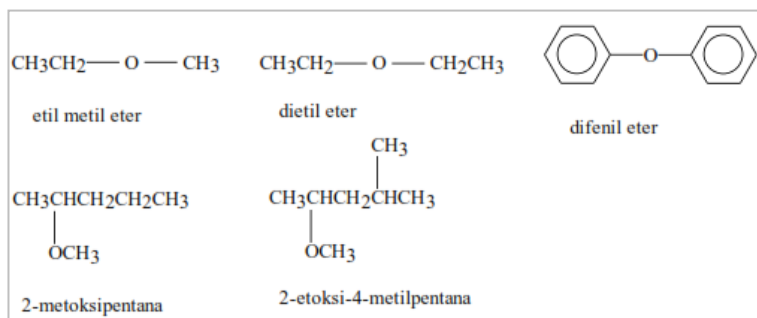 CH3CH2 — O — CH3
etil metil eter
CH3CH2 — O — CH2CH3
dietil eter
O
difenil eter
CH3CHCH2CH2CH3
OCH3
2-metoksipentana
CH3
CH3CHCH2CHCH3
OCH3
2-etoksi-4-metilpentana